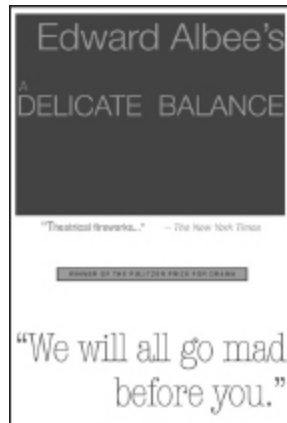 Edward Albee's
A
DELICATE BALANCE
"Theatrical fireworks..." – The New York Times
WINNER OF THE PULITZER PRIZE FOR DRAMA
"We will all go mad
before you."